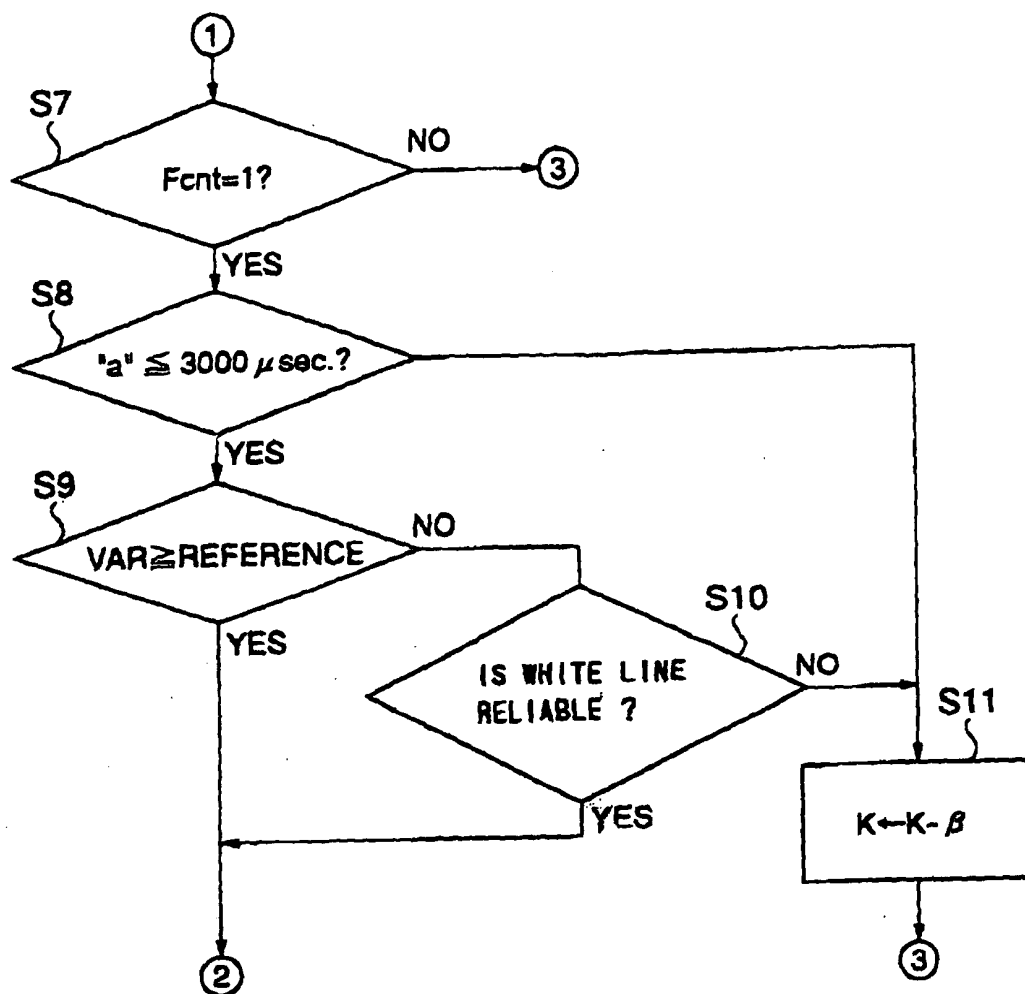 1
S7
NO
Fcnt=1?
3
YES
S8
"a" ≦ 3000 μsec.?
YES
S9
NO
VAR≧REFERENCE
S10
YES
IS WHITE LINE
RELIABLE ?
NO
S11
YES
K←K-β
2
3